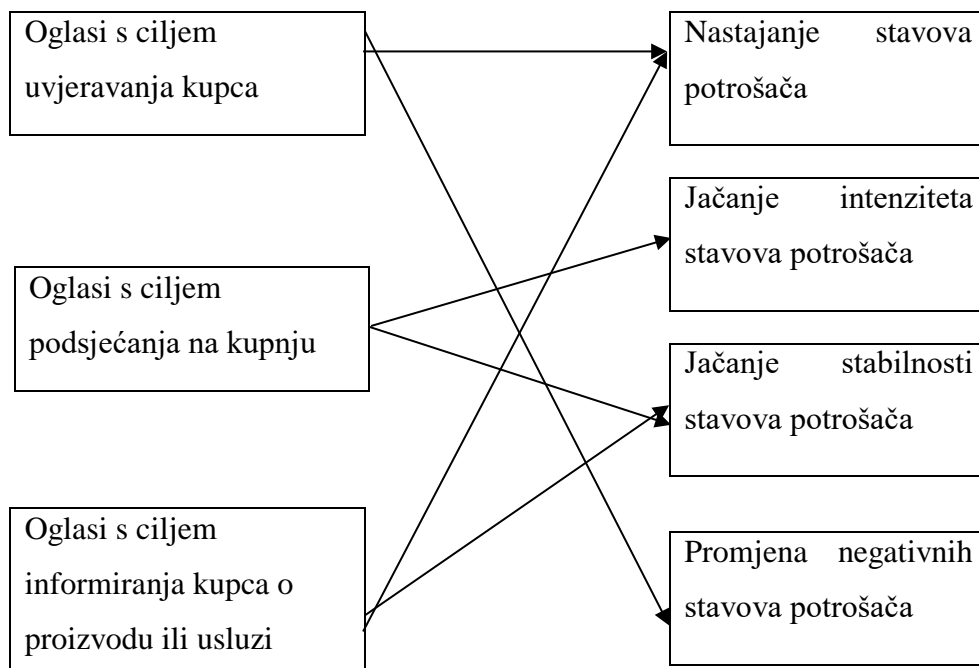 Oglasi s ciljem
uvjeravanja kupca
Oglasi s ciljem
podsjećanja na kupnju
Oglasi s ciljem
informiranja kupca o
proizvodu ili usluzi
Nastajanje stavova
potrošača
Jačanje intenziteta
stavova potrošača
Jačanje stabilnosti
stavova potrošača
Promjena negativnih
stavova potrošača